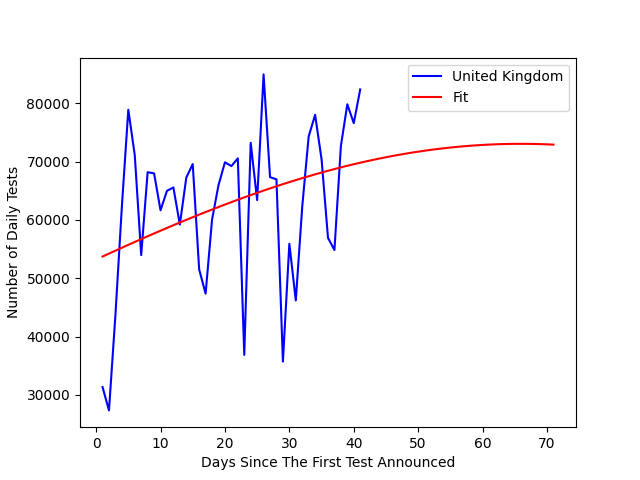 United Kingdom
Fit
80000
70000
60000
50000
40000
30000
Number of Daily Tests
0 10 20 30 40 50 60 70
Days Since The First Test Announced